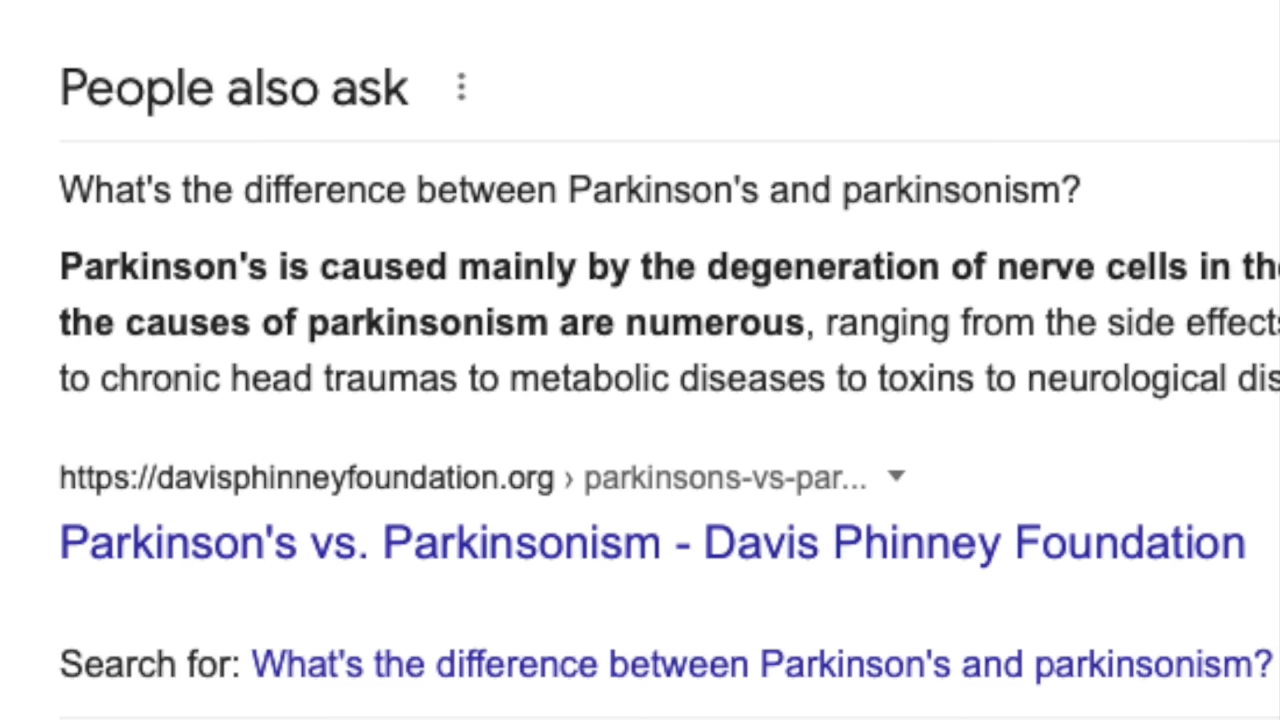 People also ask
What's the difference between Parkinson's and parkinsonism?
Parkinson's is caused mainly by the degeneration of nerve cells in
the causes of parkinsonism are numerous, ranging from the side
to chronic head traumas to metabolic diseases to toxins to neurological
https://davisphinneyfoundation.org › parkinsons-vs-par...
Parkinson's vs. Parkinsonism - Davis Phinney Foundation
Search for: What's the difference between Parkinson's and parkinsonism?